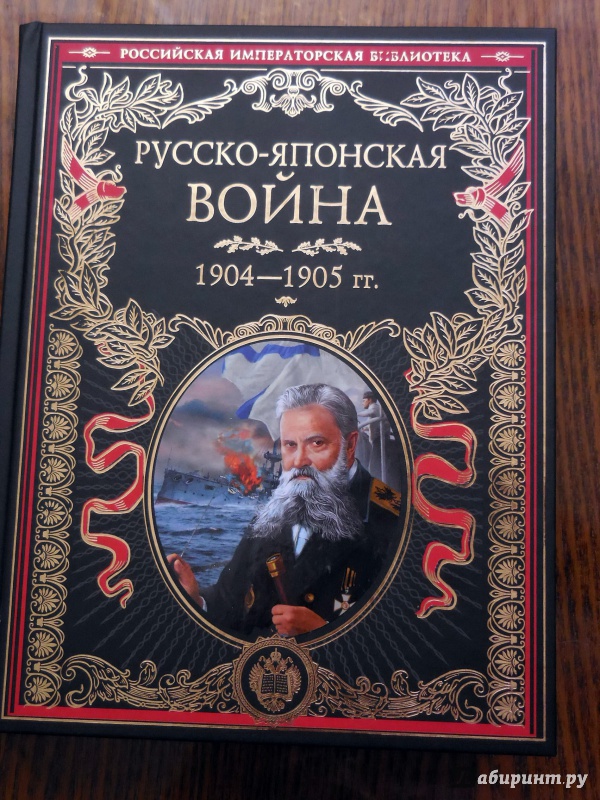 РОССИЙСКАЯ ИМПЕРАТОРСКАЯ БИБЛИОТЕКА
РУССКО-ЯПОНСКАЯ
ВОЙНА
1904—1905 гг.
абиринт.ру